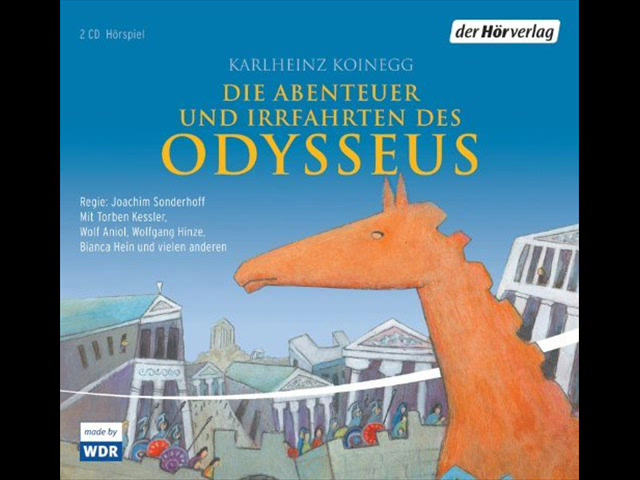 2 CD Hörspiel
der Hörverlag
KARLHEINZ KOINEGG
DIE ABENTEUER
UND IRRFAHRTEN DES
ODYSSEUS
Regie: Joachim Sonderhoff
Mit Torben Kessler,
Wolf Aniol, Wolfgang Hinze,
Bianca Hein und vielen anderen
made by
WDR